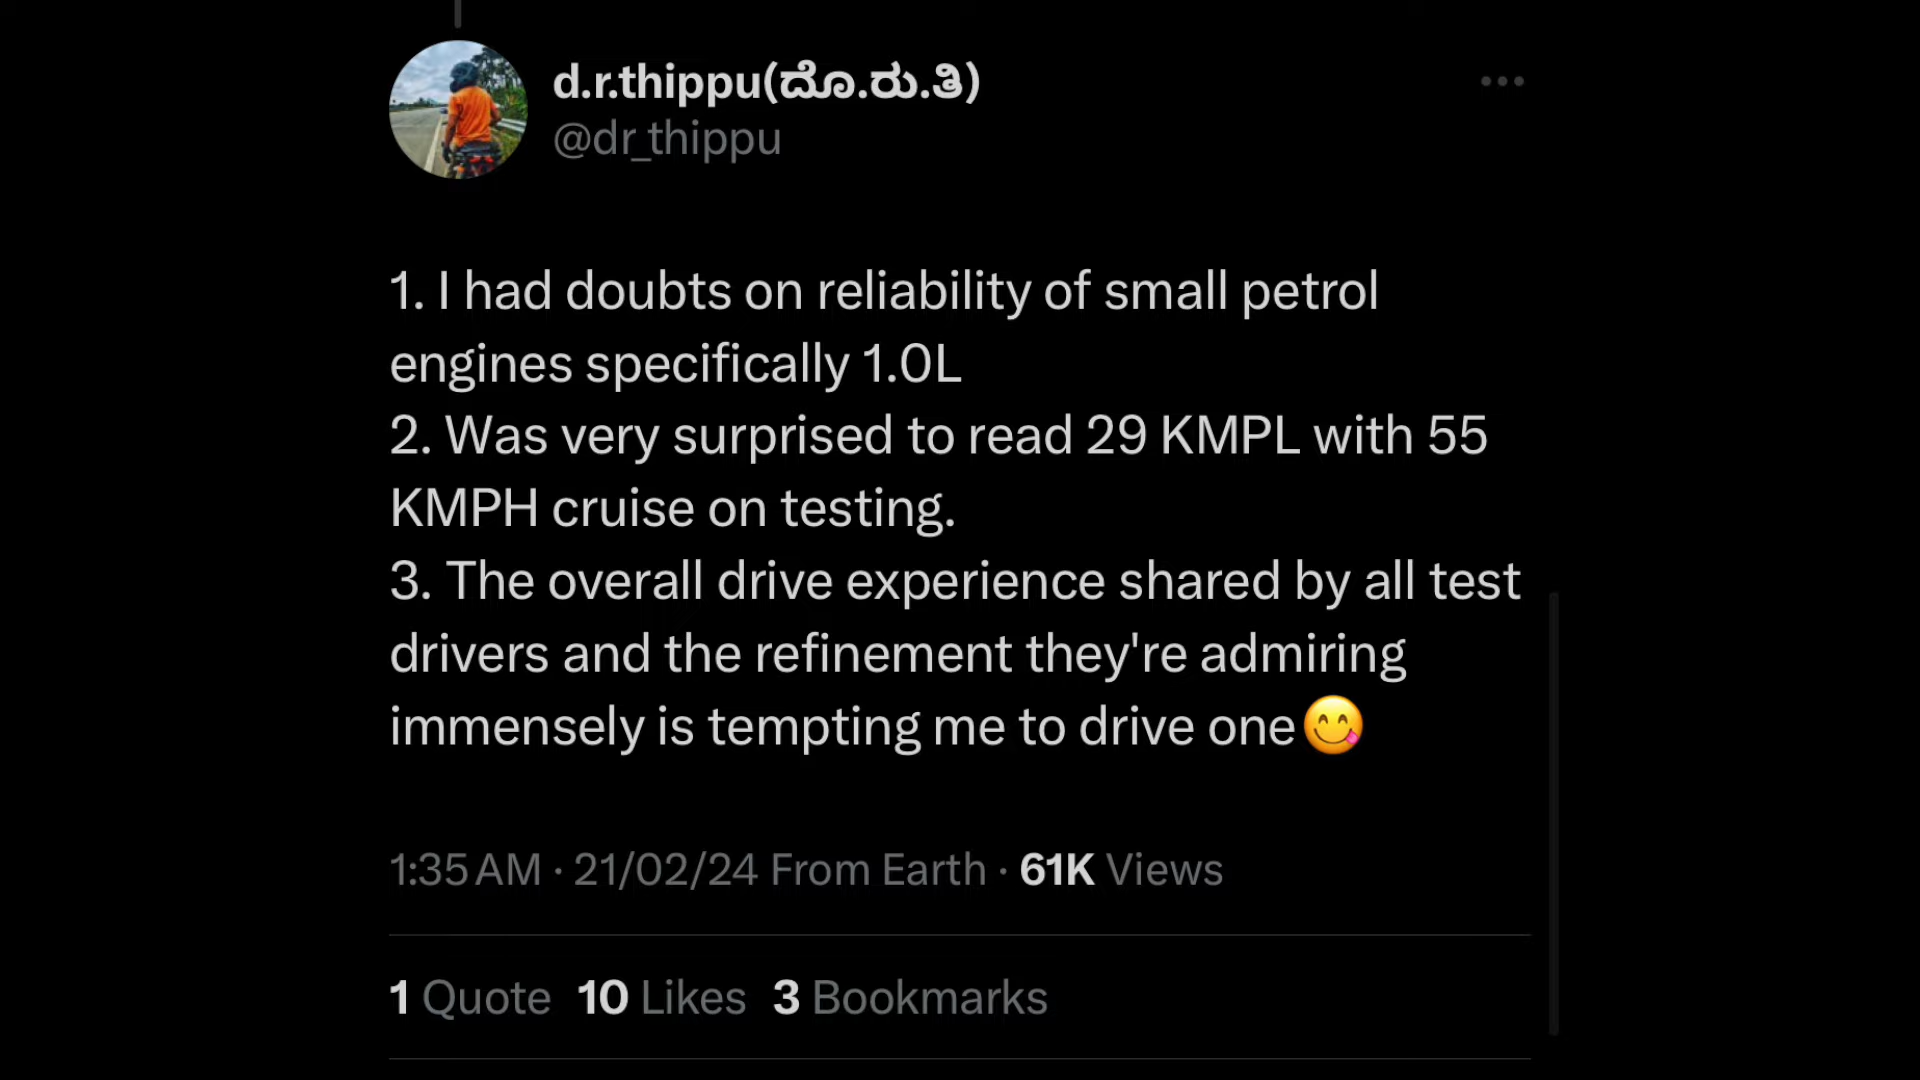 d.r.thippu(ದೊ.ರು.ತಿ)
@dr_thippu
1. I had doubts on reliability of small petrol
engines specifically 1.0L
2. Was very surprised to read 29 KMPL with 55
KMPH cruise on testing.
3. The overall drive experience shared by all test
drivers and the refinement they're admiring
immensely is tempting me to drive one😋
1:35 AM · 21/02/24 From Earth · 61K Views
1 Quote 10 Likes 3 Bookmarks